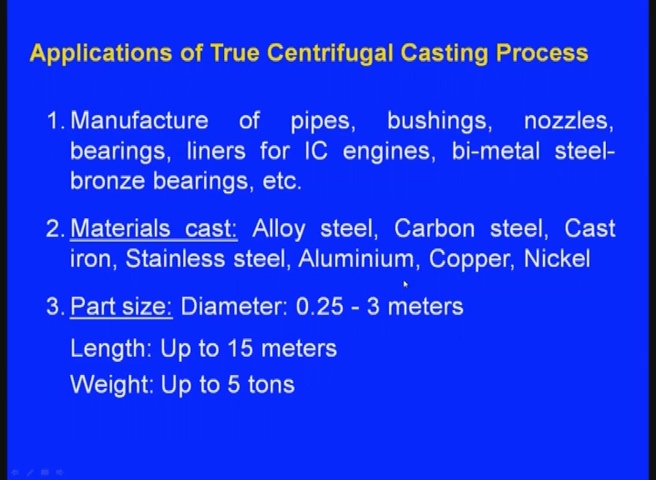 Applications of True Centrifugal Casting Process
1. Manufacture of pipes, bushings, nozzles,
bearings, liners for IC engines, bi-metal steel-
bronze bearings, etc.
2. Materials cast: Alloy steel, Carbon steel, Cast
iron, Stainless steel, Aluminium, Copper, Nickel
3. Part size: Diameter: 0.25 - 3 meters
Length: Up to 15 meters
Weight: Up to 5 tons